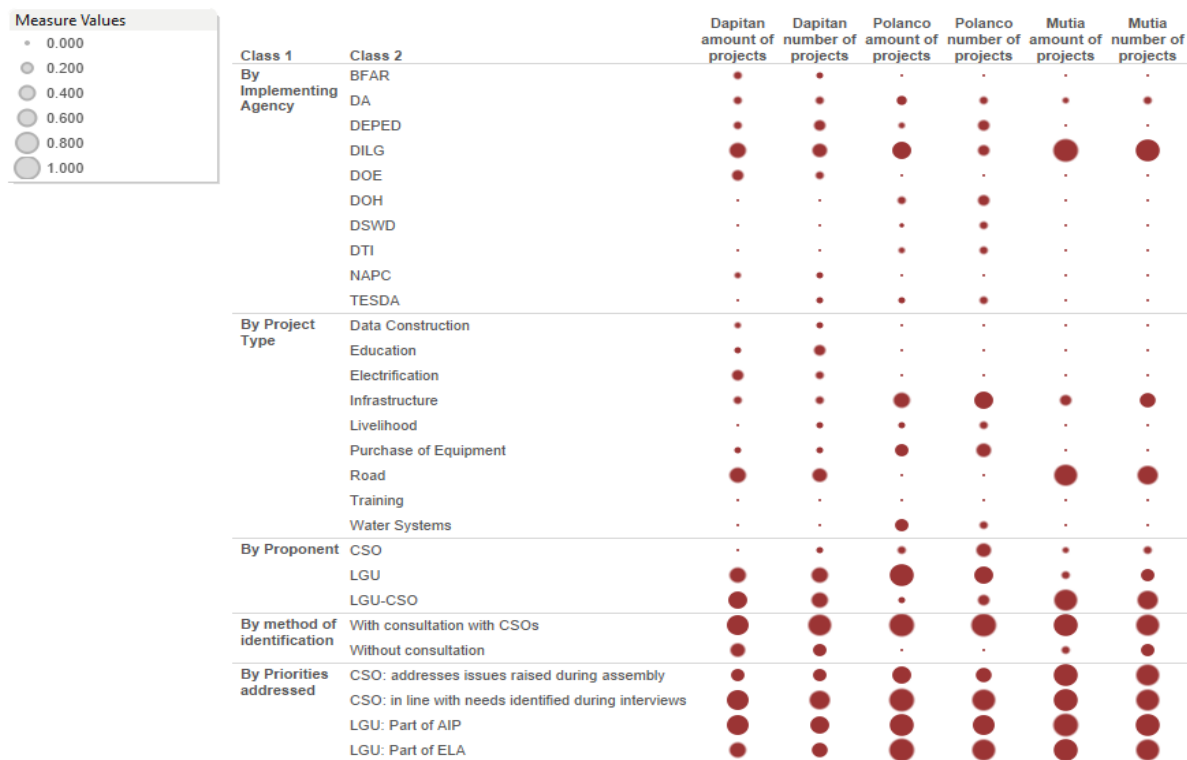 Measure Values
0.000
0.200
0.400
0.600
0.800
1.000
Class 1 Class 2 Dapitan amount of projects Dapitan number of projects Polanco amount of projects Polanco number of projects Mutia amount of projects Mutia number of projects
By Implementing Agency BFAR
DA
DEPED
DILG
DOE
DOH
DSWD
DTI
NAPC
TESDA
By Project Type Data Construction
Education
Electrification
Infrastructure
Livelihood
Purchase of Equipment
Road
Training
Water Systems
By Proponent CSO
LGU
LGU-CSO
By method of identification With consultation with CSOs
Without consultation
By Priorities addressed CSO: addresses issues raised during assembly
CSO: in line with needs identified during interviews
LGU: Part of AIP
LGU: Part of ELA